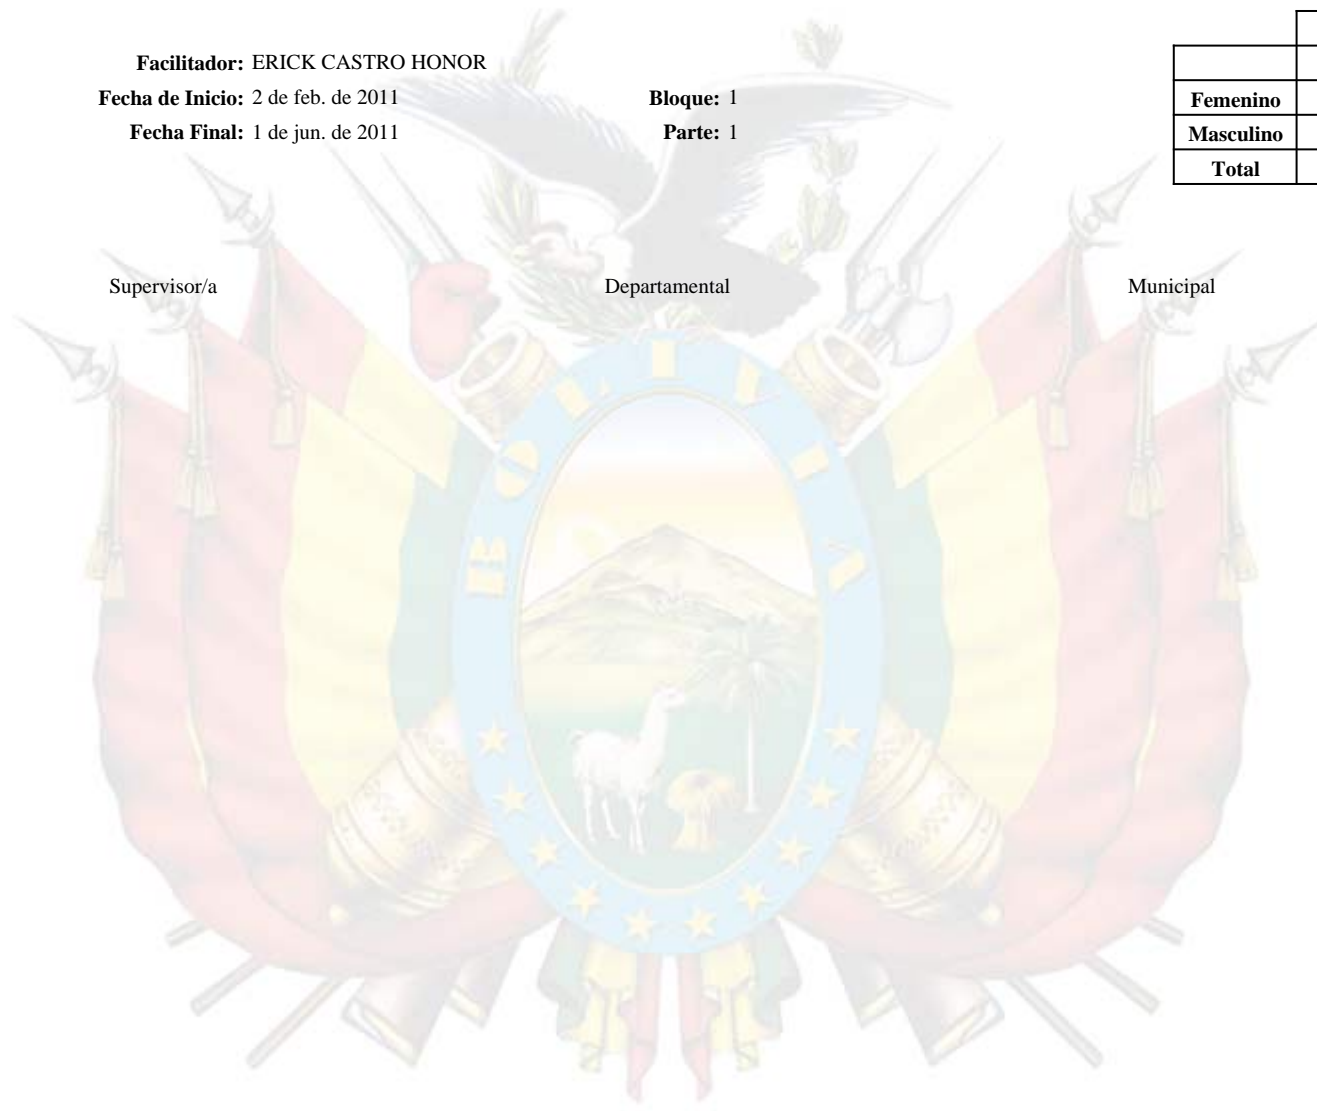 Facilitador: ERICK CASTRO HONOR
Fecha de Inicio: 2 de feb. de 2011 Bloque: 1
Fecha Final: 1 de jun. de 2011 Parte: 1
Femenino
Masculino
Total
Supervisor/a Departamental Municipal
BOLIVIA